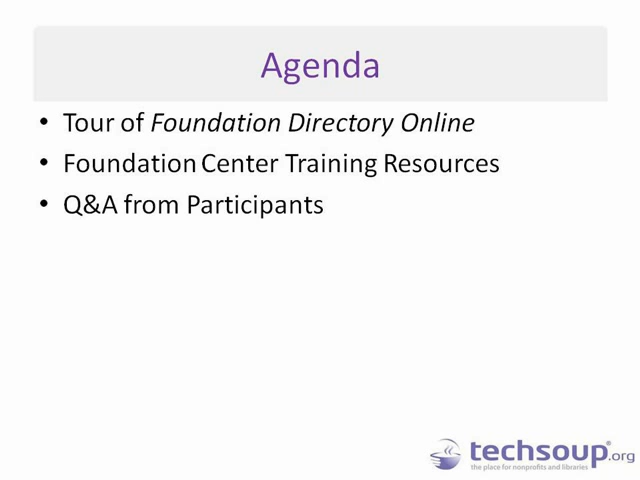 Agenda
• Tour of Foundation Directory Online
• Foundation Center Training Resources
• Q&A from Participants
techsoup®.org
the place for nonprofits and libraries